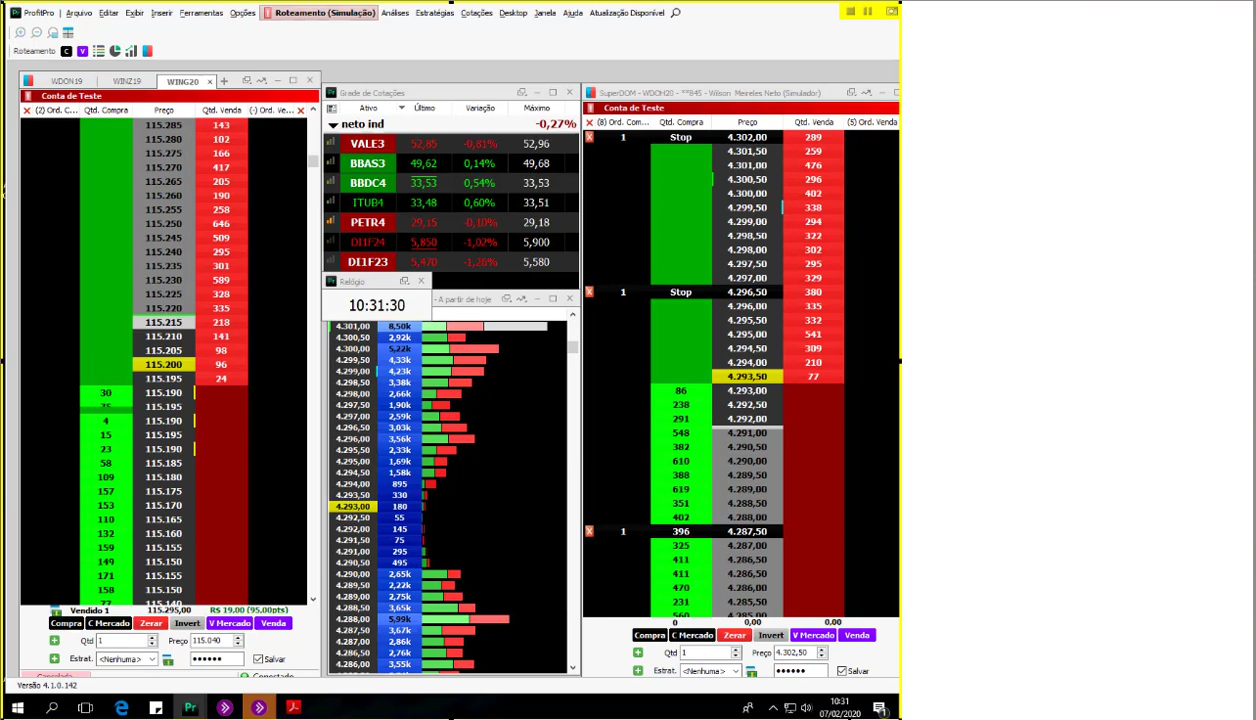 ProfitPro Arquivo Editar Exibir Inserir Ferramentas Opções Roteamento (Simulação) Análises Estratégias Cotações Desktop Janela Ajuda Atualização Disponível
Roteamento C V
WDON19 WINZ19 WING20
Conta de Teste
(2) Ord. C... Qtd. Compra Preço Qtd. Venda (-) Ord. Ve...
115.285 143
115.280 102
115.275 166
115.270 417
115.265 205
115.260 190
115.255 258
115.250 646
115.245 509
115.240 295
115.235 301
115.230 589
115.225 328
115.220 335
115.215 218
115.210 141
115.205 98
115.200 96
115.195 24
30 115.190
75 115.195
4 115.190
15 115.195
23 115.190
58 115.185
109 115.180
157 115.175
153 115.170
110 115.165
132 115.160
159 115.155
149 115.150
171 115.155
158 115.150
77 115.140
Vendido 1 115.295,00 R$ 19,00 (95,00pts)
Compra C Mercado Zerar Invert V Mercado Venda
Qtd 1 Preço 115.040
Estrat. <Nenhuma> •••••• Salvar
Cancelada Conectado
Versão 4.1.0.142
Grade de Cotações
Ativo Último Variação Máximo
neto ind -0,27%
VALE3 52,85 -0,81% 52,96
BBAS3 49,62 0,14% 49,68
BBDC4 33,53 0,54% 33,53
ITUB4 33,48 0,60% 33,51
PETR4 29,15 -0,10% 29,18
DI1F24 5,850 -1,02% 5,900
DI1F23 5,470 -1,26% 5,580
Relógio
10:31:30
- A partir de hoje
4.301,00 8,50k
4.300,50 2,92k
4.300,00 5,22k
4.299,50 4,33k
4.299,00 4,23k
4.298,50 3,38k
4.298,00 2,66k
4.297,50 1,90k
4.297,00 2,59k
4.296,50 3,03k
4.296,00 3,56k
4.295,50 2,33k
4.295,00 1,69k
4.294,50 1,58k
4.294,00 895
4.293,50 330
4.293,00 180
4.292,50 55
4.292,00 145
4.291,50 75
4.291,00 295
4.290,50 495
4.290,00 2,65k
4.289,50 2,22k
4.289,00 2,75k
4.288,50 3,65k
4.288,00 5,99k
4.287,50 3,67k
4.287,00 2,86k
4.286,50 2,76k
4.286,00 3,55k
SuperDOM - WDOH20 - **845 - Wilson Meireles Neto (Simulador)
Conta de Teste
(8) Ord. Com... Qtd. Compra Preço Qtd. Venda (5) Ord. Venda
1 Stop 4.302,00 289
4.301,50 259
4.301,00 476
4.300,50 296
4.300,00 402
4.299,50 338
4.299,00 294
4.298,50 322
4.298,00 302
4.297,50 295
4.297,00 329
1 Stop 4.296,50 380
4.296,00 335
4.295,50 332
4.295,00 541
4.294,50 309
4.294,00 210
4.293,50 77
86 4.293,00
238 4.292,50
291 4.292,00
548 4.291,00
382 4.290,50
610 4.290,00
388 4.289,50
619 4.289,00
351 4.288,50
402 4.288,00
1 396 4.287,50
325 4.287,00
411 4.286,50
411 4.286,00
470 4.286,50
231 4.285,50
560 4.285,00
0 0,00 0,00
Compra C Mercado Zerar Invert V Mercado Venda
Qtd 1 Preço 4.302,50
Estrat. <Nenhuma> •••••• Salvar
10:31
07/02/2020
1